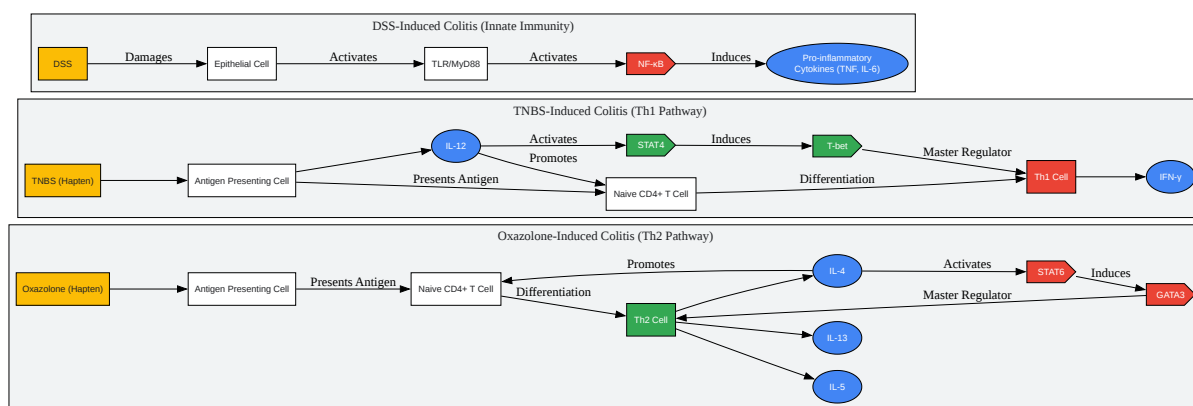 DSS-Induced Colitis (Innate Immunity)
DSS
Damages
Epithelial Cell
Activates
TLR/MyD88
Activates
NF-κB
Induces
Pro-inflammatory
Cytokines (TNF, IL-6)
TNBS-Induced Colitis (Th1 Pathway)
TNBS (Hapten)
Antigen Presenting Cell
IL-12
Activates
STAT4
Induces
T-bet
Promotes
Presents Antigen
Naive CD4+ T Cell
Differentiation
Master Regulator
Th1 Cell
IFN-γ
Oxazolone-Induced Colitis (Th2 Pathway)
Oxazolone (Hapten)
Antigen Presenting Cell
Presents Antigen
Naive CD4+ T Cell
Promotes
Differentiation
Th2 Cell
IL-4
Activates
STAT6
Induces
GATA3
Master Regulator
IL-13
IL-5